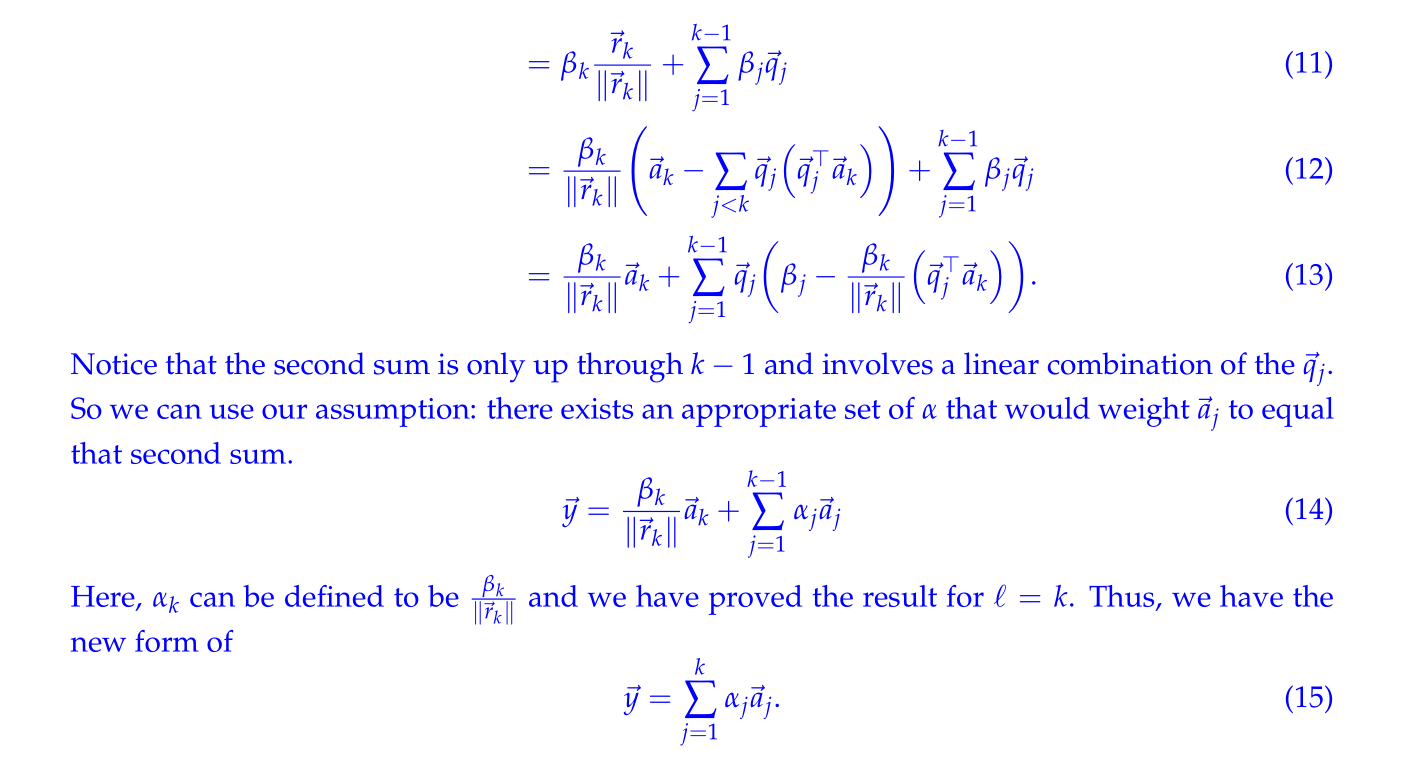 $= \beta_k \frac{\vec{r}_k}{\|\vec{r}_k\|} + \sum_{j=1}^{k-1} \beta_j \vec{q}_j$ (11)
$= \frac{\beta_k}{\|\vec{r}_k\|} \left( \vec{a}_k - \sum_{j<k} \vec{q}_j \left( \vec{q}_j^\top \vec{a}_k \right) \right) + \sum_{j=1}^{k-1} \beta_j \vec{q}_j$ (12)
$= \frac{\beta_k}{\|\vec{r}_k\|} \vec{a}_k + \sum_{j=1}^{k-1} \vec{q}_j \left( \beta_j - \frac{\beta_k}{\|\vec{r}_k\|} \left( \vec{q}_j^\top \vec{a}_k \right) \right).$ (13)
Notice that the second sum is only up through $k - 1$ and involves a linear combination of the $\vec{q}_j$.
So we can use our assumption: there exists an appropriate set of $\alpha$ that would weight $\vec{a}_j$ to equal
that second sum.
$\vec{y} = \frac{\beta_k}{\|\vec{r}_k\|} \vec{a}_k + \sum_{j=1}^{k-1} \alpha_j \vec{a}_j$ (14)
Here, $\alpha_k$ can be defined to be $\frac{\beta_k}{\|\vec{r}_k\|}$ and we have proved the result for $\ell = k$. Thus, we have the
new form of
$\vec{y} = \sum_{j=1}^{k} \alpha_j \vec{a}_j.$ (15)